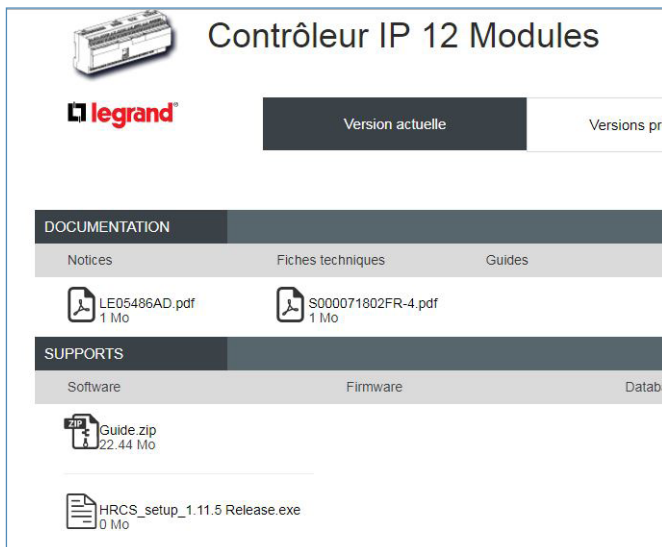 Contrôleur IP 12 Modules
legrand®
Version actuelle
Versions pr
DOCUMENTATION
Notices
Fiches techniques
Guides
LE05486AD.pdf
1 Mo
S000071802FR-4.pdf
1 Mo
SUPPORTS
Software
Firmware
Datab
ZIP
Guide.zip
22.44 Mo
HRCS_setup_1.11.5 Release.exe
0 Mo